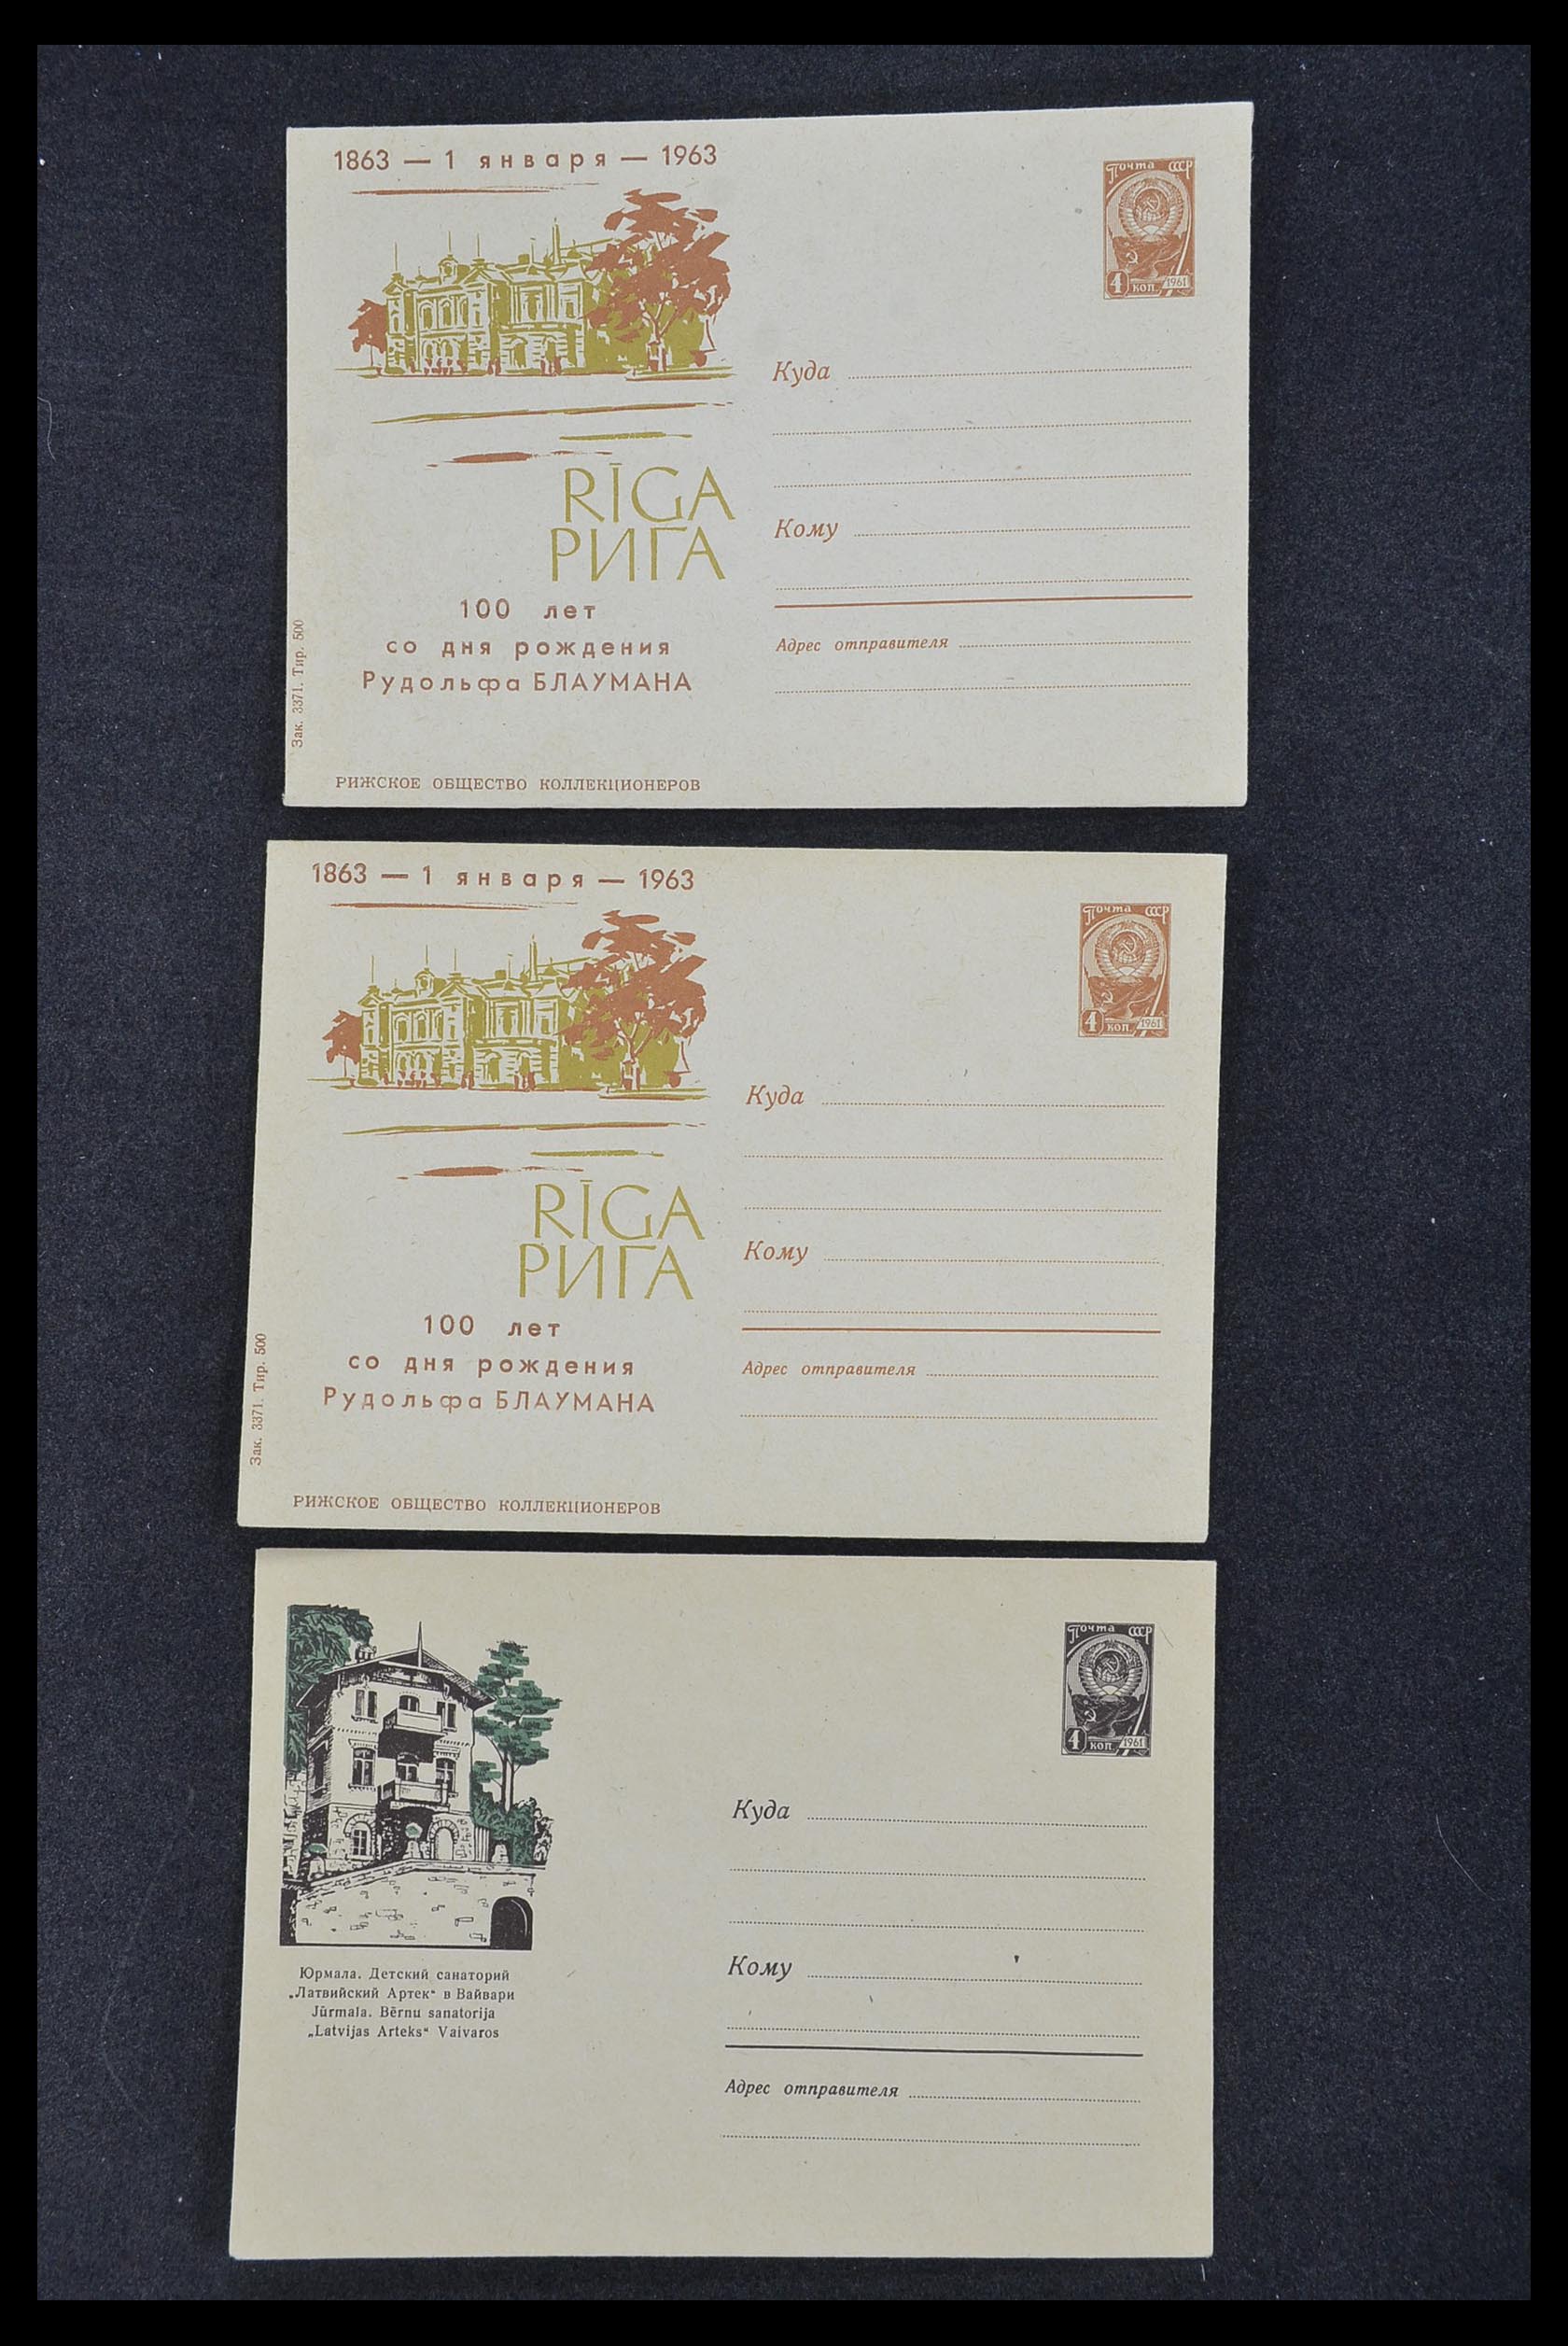 1863 — 1 января — 1963
Почта СССР
4 коп. 1961
Куда
RĪGA
РИГА
Кому
100 лет
со дня рождения
Рудольфа БЛАУМАНА
Адрес отправителя
Зак. 3371. Тир. 500
РИЖСКОЕ ОБЩЕСТВО КОЛЛЕКЦИОНЕРОВ
1863 — 1 января — 1963
Почта СССР
4 коп. 1961
Куда
RĪGA
РИГА
Кому
100 лет
со дня рождения
Рудольфа БЛАУМАНА
Адрес отправителя
Зак. 3371. Тир. 500
РИЖСКОЕ ОБЩЕСТВО КОЛЛЕКЦИОНЕРОВ
Почта СССР
4 коп. 1961
Куда
Кому
Юрмала. Детский санаторий
„Латвийский Артек“ в Вайвари
Jūrmala. Bērnu sanatorija
„Latvijas Arteks“ Vaivaros
Адрес отправителя